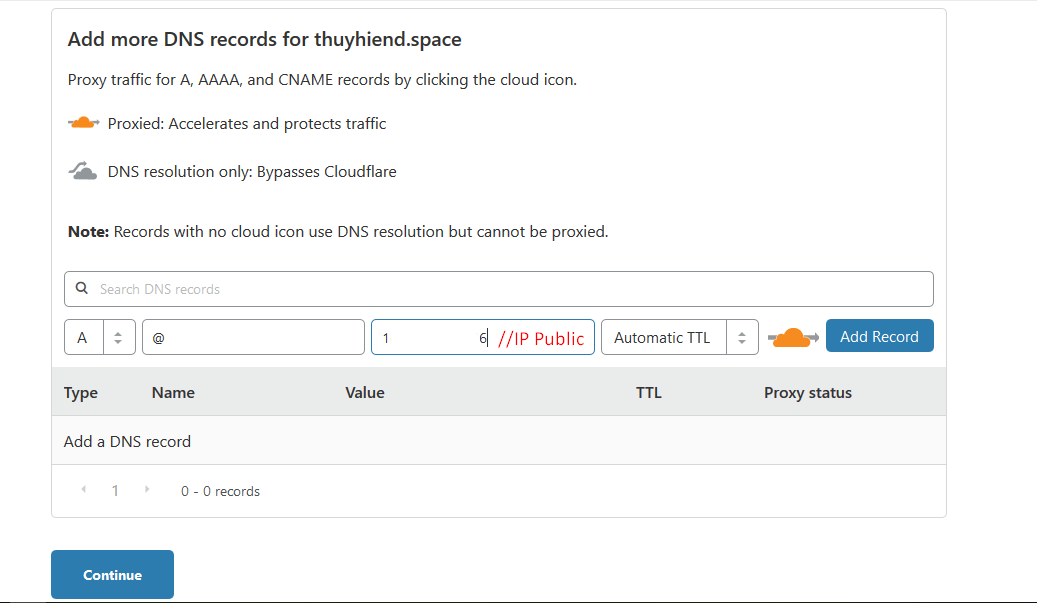 Add more DNS records for thuyhiend.space
Proxy traffic for A, AAAA, and CNAME records by clicking the cloud icon.
Proxied: Accelerates and protects traffic
DNS resolution only: Bypasses Cloudflare
Note: Records with no cloud icon use DNS resolution but cannot be proxied.
Search DNS records
A @ 1 6 //IP Public Automatic TTL Add Record
Type Name Value TTL Proxy status
Add a DNS record
1 0 - 0 records
Continue